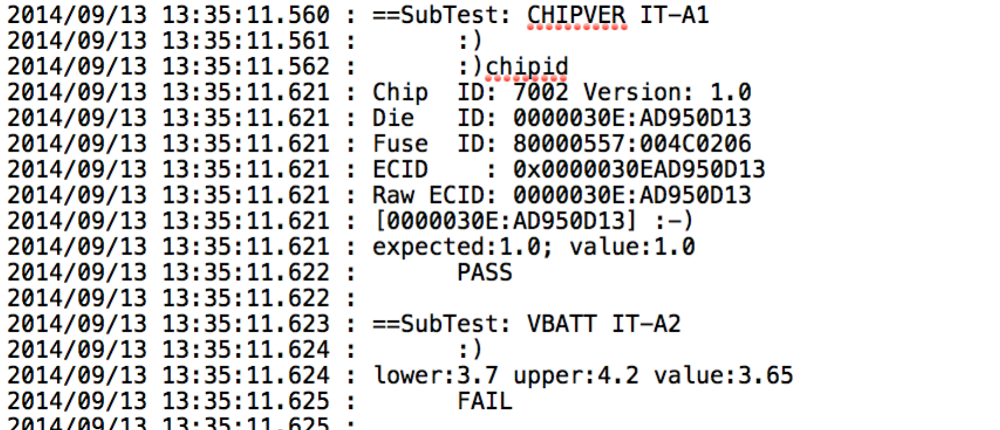 2014/09/13 13:35:11.560 : ==SubTest: CHIPVER IT-A1
2014/09/13 13:35:11.561 :       :)
2014/09/13 13:35:11.562 :       :)chipid
2014/09/13 13:35:11.621 : Chip  ID: 7002 Version: 1.0
2014/09/13 13:35:11.621 : Die   ID: 0000030E:AD950D13
2014/09/13 13:35:11.621 : Fuse  ID: 80000557:004C0206
2014/09/13 13:35:11.621 : ECID    : 0x0000030EAD950D13
2014/09/13 13:35:11.621 : Raw ECID: 0000030E:AD950D13
2014/09/13 13:35:11.621 : [0000030E:AD950D13] :-)
2014/09/13 13:35:11.621 : expected:1.0; value:1.0
2014/09/13 13:35:11.622 :       PASS
2014/09/13 13:35:11.622 :
2014/09/13 13:35:11.623 : ==SubTest: VBATT IT-A2
2014/09/13 13:35:11.624 :       :)
2014/09/13 13:35:11.624 : lower:3.7 upper:4.2 value:3.65
2014/09/13 13:35:11.625 :       FAIL
2014/09/13 13:35:11.625 :